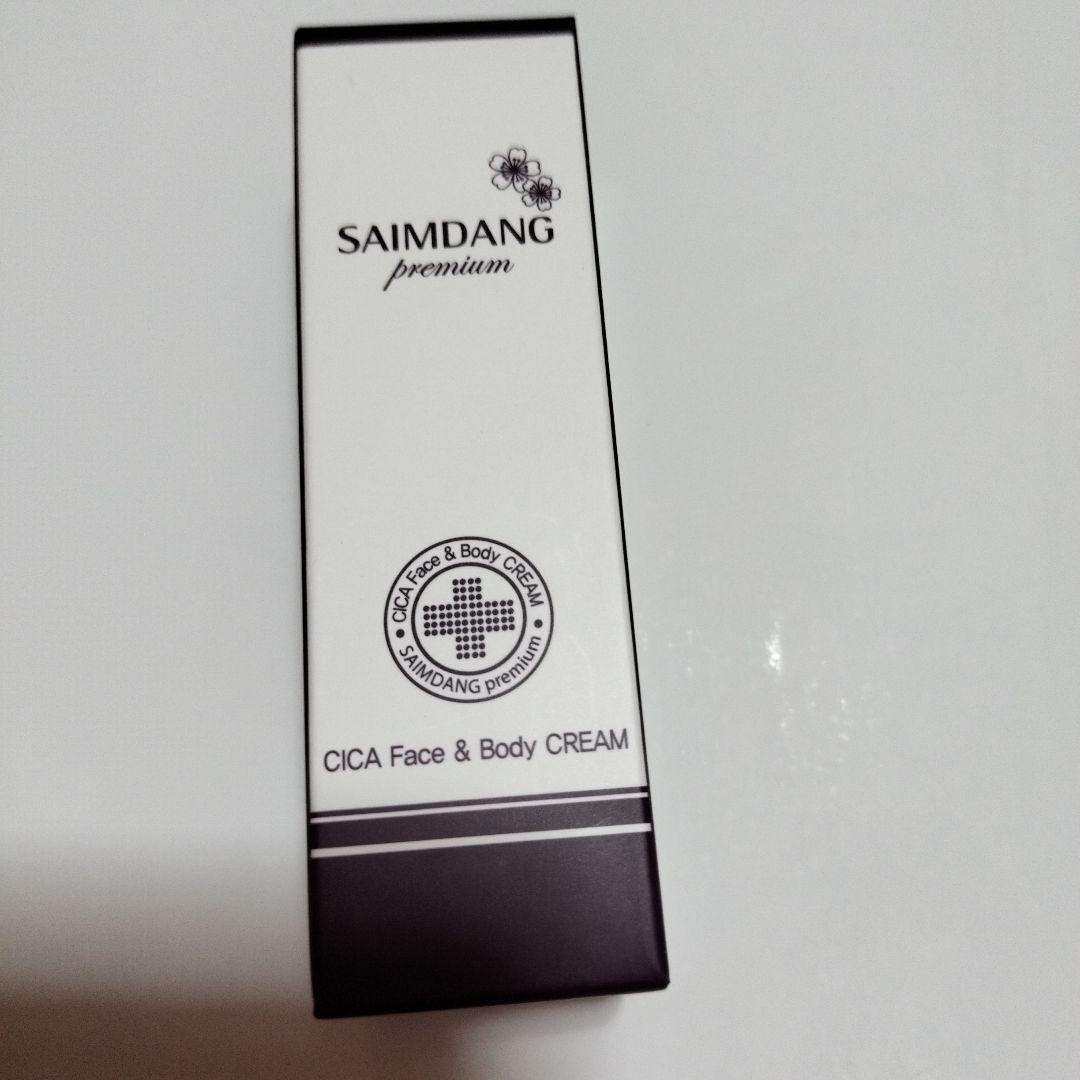 SAIMDANG
premium
CICA Face & Body CREAM
SAIMDANG premium
CICA Face & Body CREAM